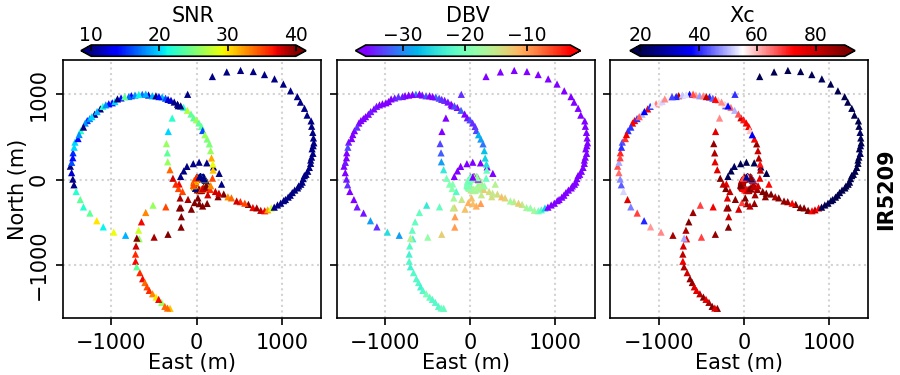 SNR DBV Xc
10 20 30 40 −30 −20 −10 20 40 60 80
1000
0
−1000
North (m)
IR5209
−1000 0 1000 −1000 0 1000 −1000 0 1000
East (m) East (m) East (m)